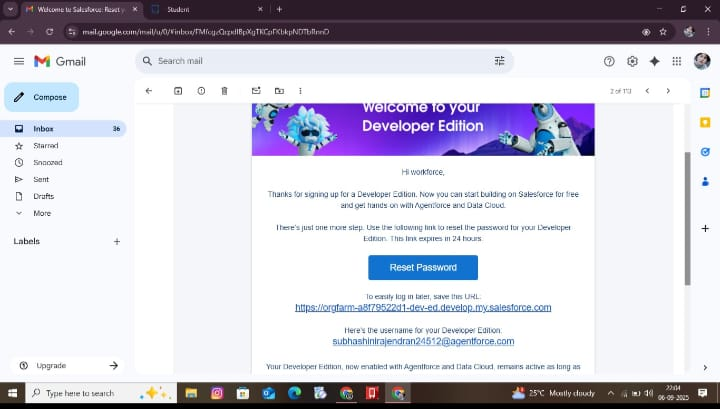 Welcome to Salesforce: Reset y
Student
mail.google.com/mail/u/0/#inbox/
Gmail
Search mail
Compose
2 of 113
Inbox 36
Starred
Snoozed
Sent
Drafts
More
Labels
Welcome to your
Developer Edition
Hi workforce,
Thanks for signing up for a Developer Edition. Now you can start building on Salesforce for free
and get hands-on with Agentforce and Data Cloud.
There's just one more step. Use the following link to reset the password for your Developer
Edition. This link expires in 24 hours.
Reset Password
To easily log in later, save this URL:
https://orgfarm-a8f79522d1-dev-ed.develop.my.salesforce.com
Here's the username for your Developer Edition:
subhashinirajendran24512@agentforce.com
Your Developer Edition, now enabled with Agentforce and Data Cloud, remains active as long as
Upgrade
Type here to search
25°C Mostly cloudy
22:04
06-09-2025